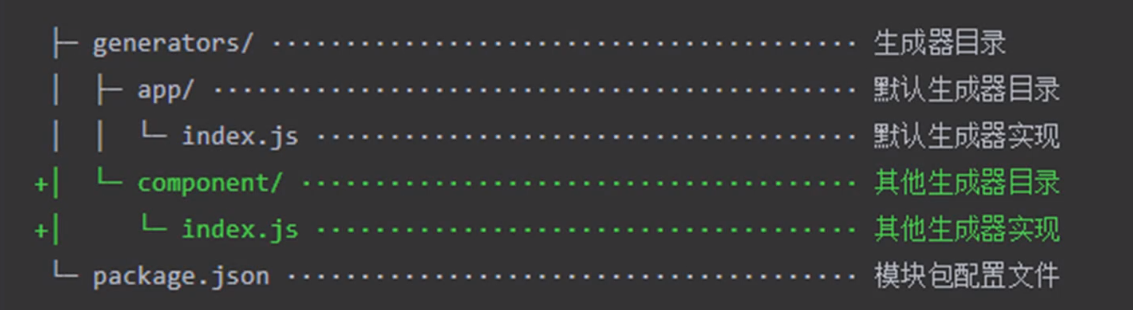 ├─ generators/ ······································· 生成器目录
│  ├─ app/ ··········································· 默认生成器目录
│  │  └─ index.js ···································· 默认生成器实现
+│  └─ component/ ····································· 其他生成器目录
+│     └─ index.js ···································· 其他生成器实现
└─ package.json ······································ 模块包配置文件